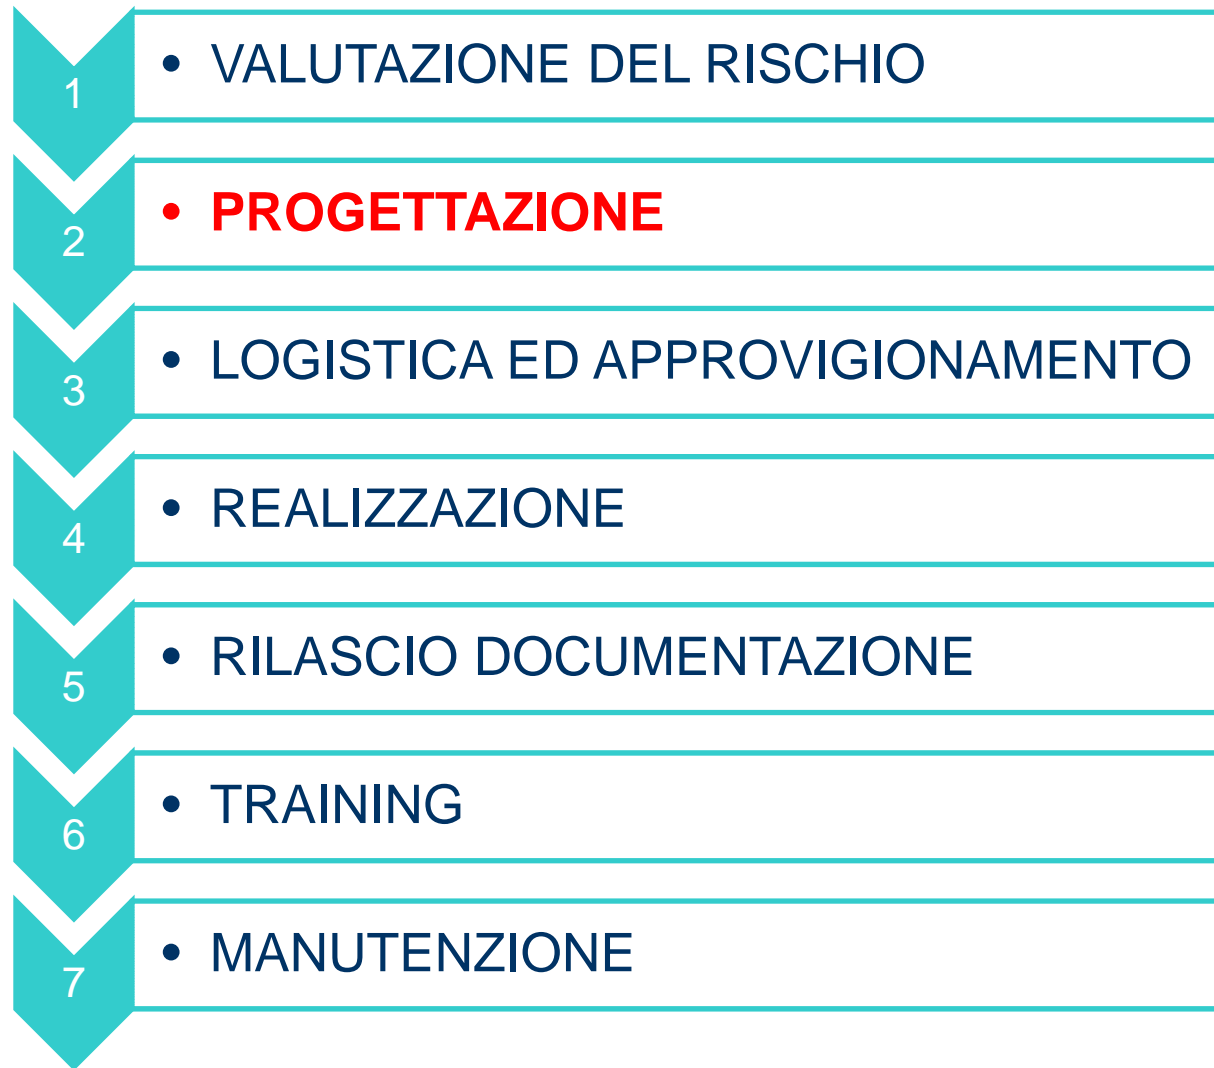 1
• VALUTAZIONE DEL RISCHIO
2
• PROGETTAZIONE
3
• LOGISTICA ED APPROVIGIONAMENTO
4
• REALIZZAZIONE
5
• RILASCIO DOCUMENTAZIONE
6
• TRAINING
7
• MANUTENZIONE